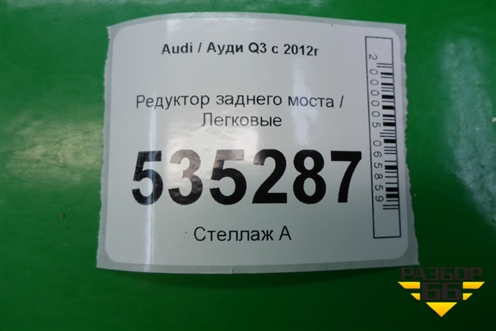 Audi / Ауди Q3 с 2012г
Редуктор заднего моста /
Легковые
535287
Стеллаж А
2000005065859
РАЗБОР
66